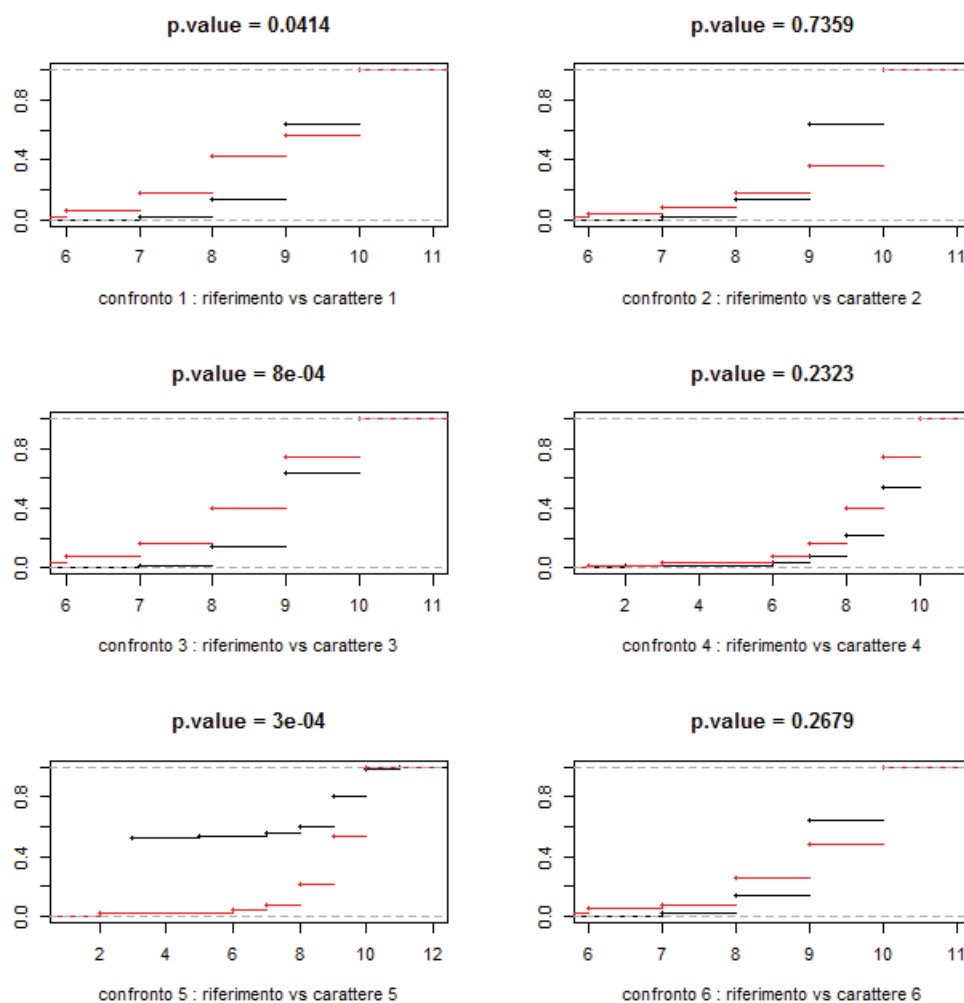 p.value = 0.0414
0.0 0.4 0.8
6 7 8 9 10 11
confronto 1 : riferimento vs carattere 1
p.value = 0.7359
0.0 0.4 0.8
6 7 8 9 10 11
confronto 2 : riferimento vs carattere 2
p.value = 8e-04
0.0 0.4 0.8
6 7 8 9 10 11
confronto 3 : riferimento vs carattere 3
p.value = 0.2323
0.0 0.4 0.8
2 4 6 8 10
confronto 4 : riferimento vs carattere 4
p.value = 3e-04
0.0 0.4 0.8
2 4 6 8 10 12
confronto 5 : riferimento vs carattere 5
p.value = 0.2679
0.0 0.4 0.8
6 7 8 9 10 11
confronto 6 : riferimento vs carattere 6